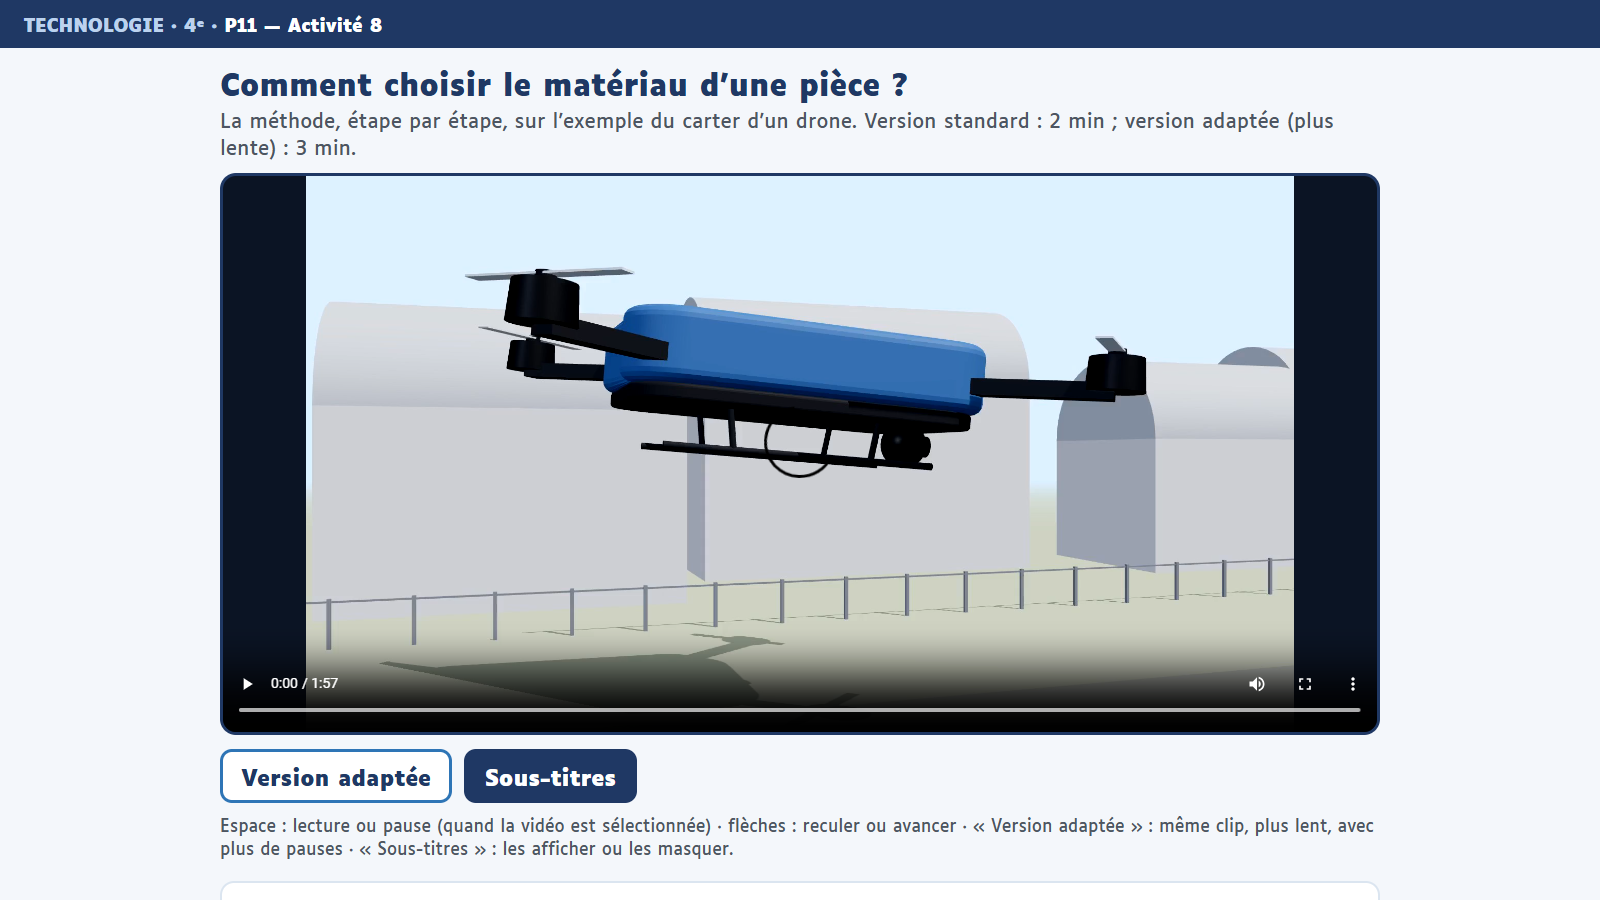 TECHNOLOGIE · 4ᵉ · P11 — Activité 8
Comment choisir le matériau d’une pièce ?
La méthode, étape par étape, sur l’exemple du carter d’un drone. Version standard : 2 min ; version adaptée (plus
lente) : 3 min.
0:00 / 1:57
Version adaptée
Sous-titres
Espace : lecture ou pause (quand la vidéo est sélectionnée) · flèches : reculer ou avancer · « Version adaptée » : même clip, plus lent, avec
plus de pauses · « Sous-titres » : les afficher ou les masquer.